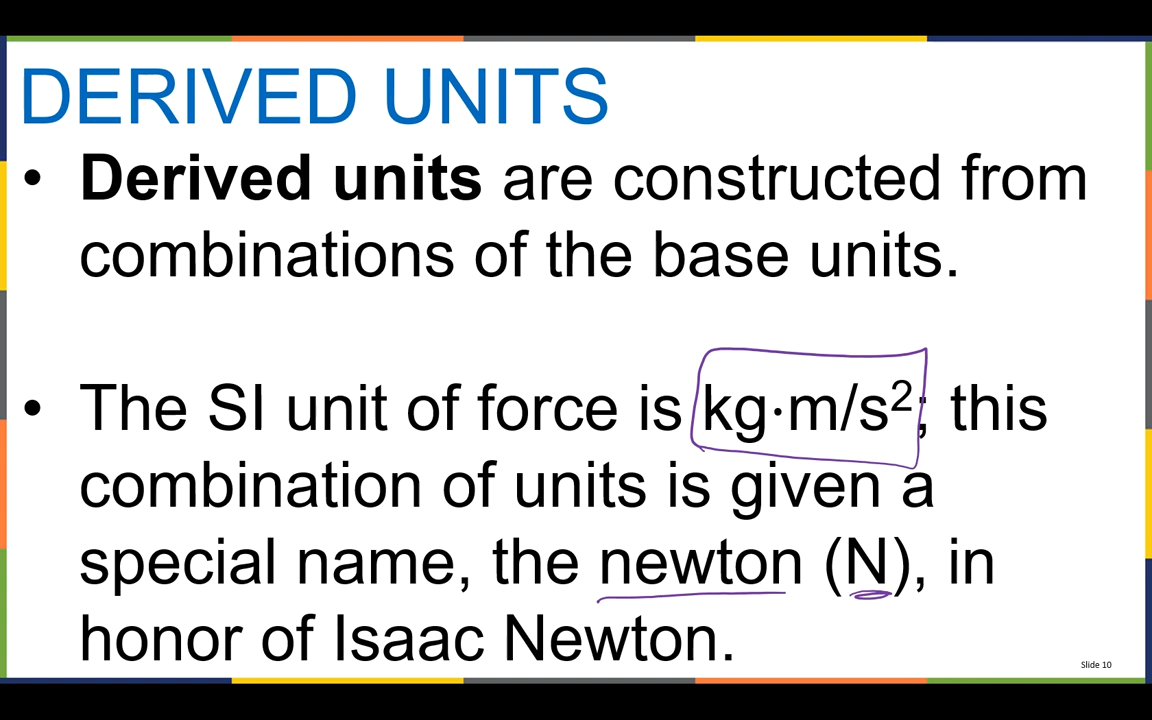 DERIVED UNITS
• Derived units are constructed from
combinations of the base units.
• The SI unit of force is kg·m/s²; this
combination of units is given a
special name, the newton (N), in
honor of Isaac Newton.
Slide 10